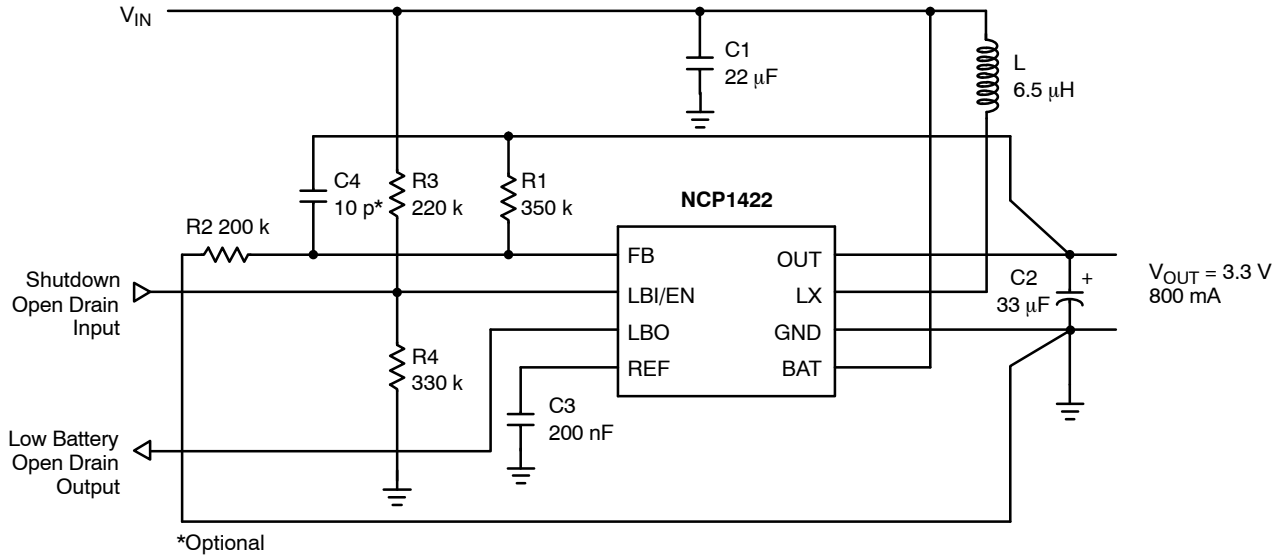 VIN
C1
22 μF
L
6.5 μH
C4
10 p*
R3
220 k
R1
350 k
NCP1422
R2 200 k
FB
OUT
Shutdown
Open Drain
Input
LBI/EN
LX
C2
33 μF
+
VOUT = 3.3 V
800 mA
LBO
GND
REF
BAT
R4
330 k
C3
200 nF
Low Battery
Open Drain
Output
*Optional